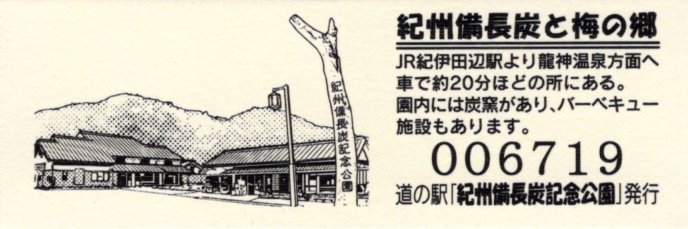 紀州備長炭と梅の郷
JR紀伊田辺駅より龍神温泉方面へ
車で約20分ほどの所にある。
園内には炭窯があり、バーベキュー
施設もあります。
006719
道の駅「紀州備長炭記念公園」発行
紀州備長炭記念公園